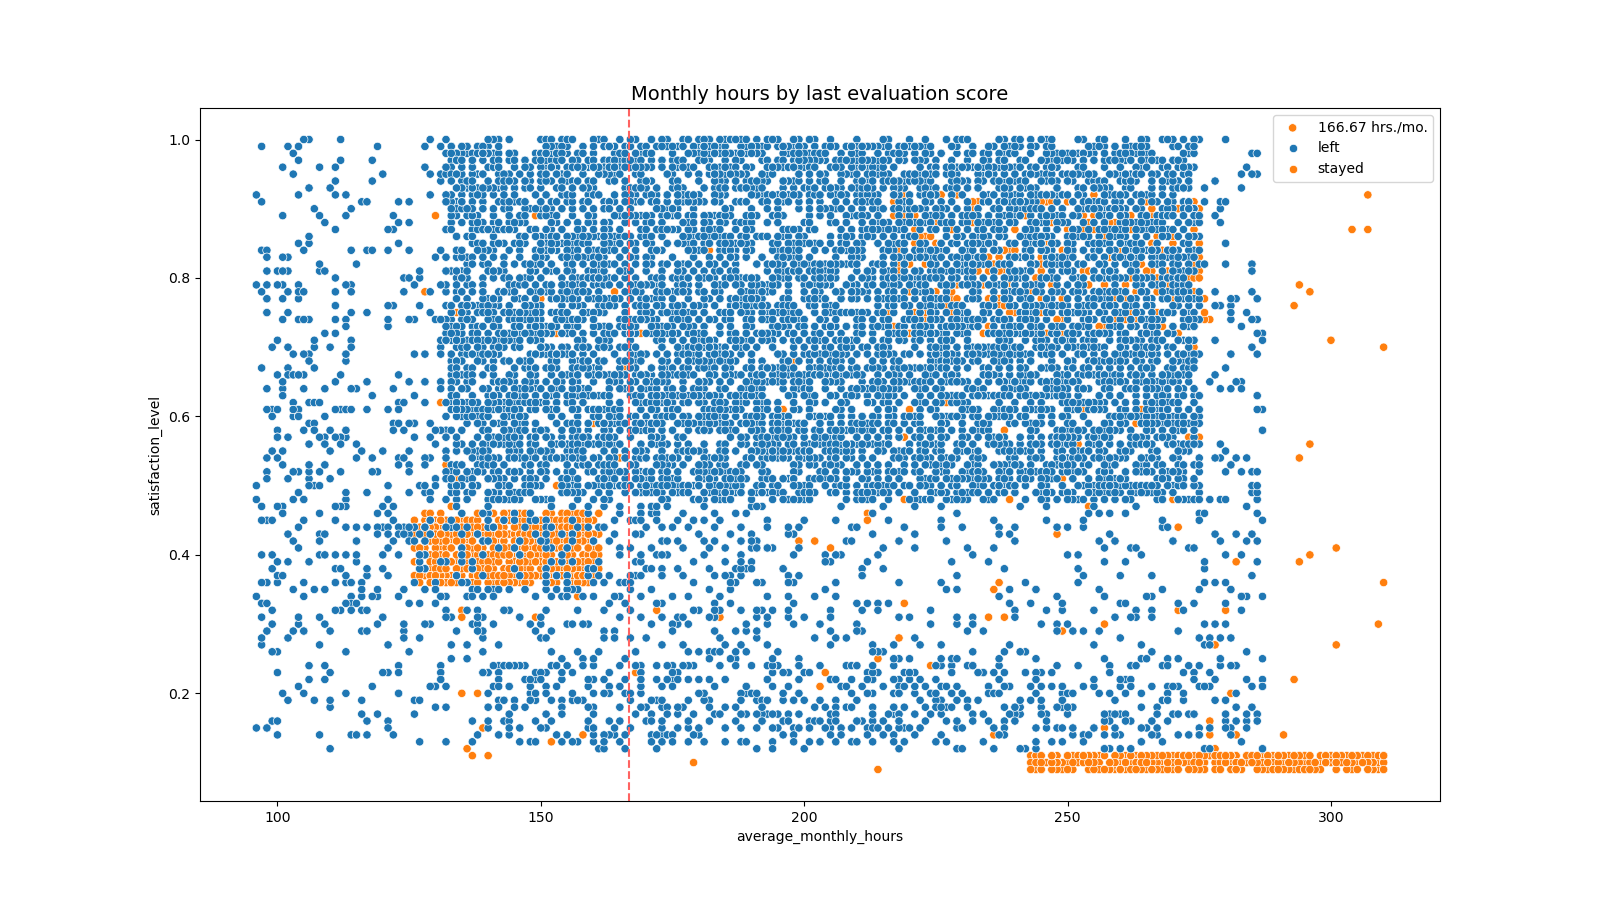 Monthly hours by last evaluation score
166.67 hrs./mo.
left
stayed
1.0
0.8
0.6
0.4
0.2
satisfaction_level
100
150
200
250
300
average_monthly_hours